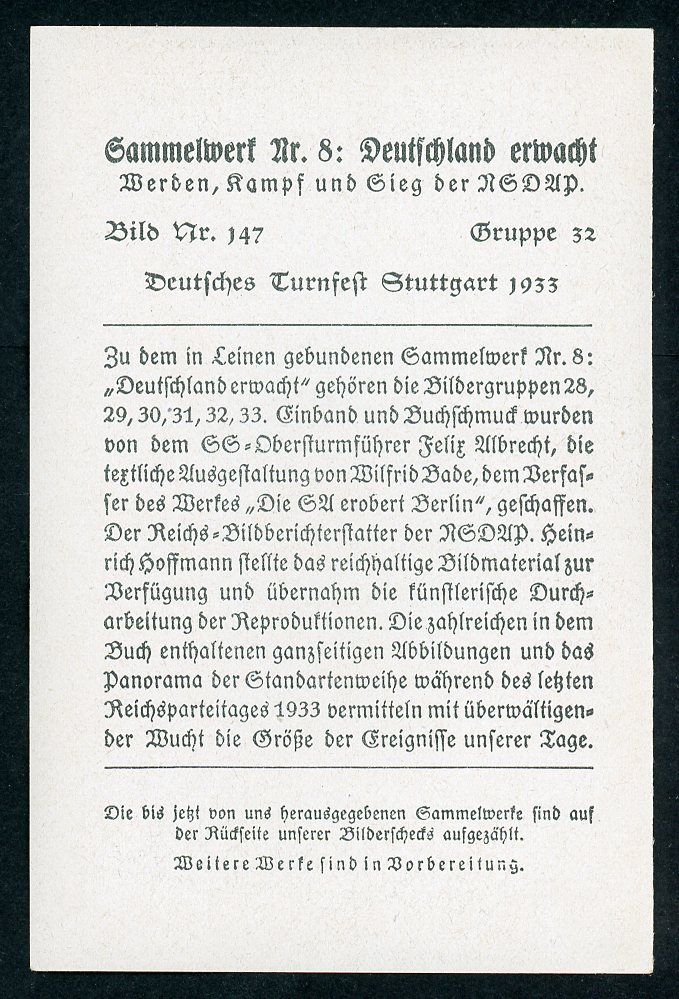 Sammelwerk Nr. 8: Deutschland erwacht
Werden, Kampf und Sieg der NSDAP.
Bild Nr. 147 Gruppe 32
Deutsches Turnfest Stuttgart 1933
Zu dem in Leinen gebundenen Sammelwerk Nr. 8:
„Deutschland erwacht“ gehören die Bildergruppen 28,
29, 30, 31, 32, 33. Einband und Buchschmuck wurden
von dem SS-Obersturmführer Felix Albrecht, die
textliche Ausgestaltung von Wilfrid Bade, dem Verfas-
ser des Werkes „Die SA erobert Berlin“, geschaffen.
Der Reichs-Bildberichterstatter der NSDAP. Hein-
rich Hoffmann stellte das reichhaltige Bildmaterial zur
Verfügung und übernahm die künstlerische Durch-
arbeitung der Reproduktionen. Die zahlreichen in dem
Buch enthaltenen ganzseitigen Abbildungen und das
Panorama der Standartenweihe während des letzten
Reichsparteitages 1933 vermitteln mit überwältigen-
der Wucht die Größe der Ereignisse unserer Tage.
Die bis jetzt von uns herausgegebenen Sammelwerke sind auf
der Rückseite unserer Bilderschecks aufgezählt.
Weitere Werke sind in Vorbereitung.